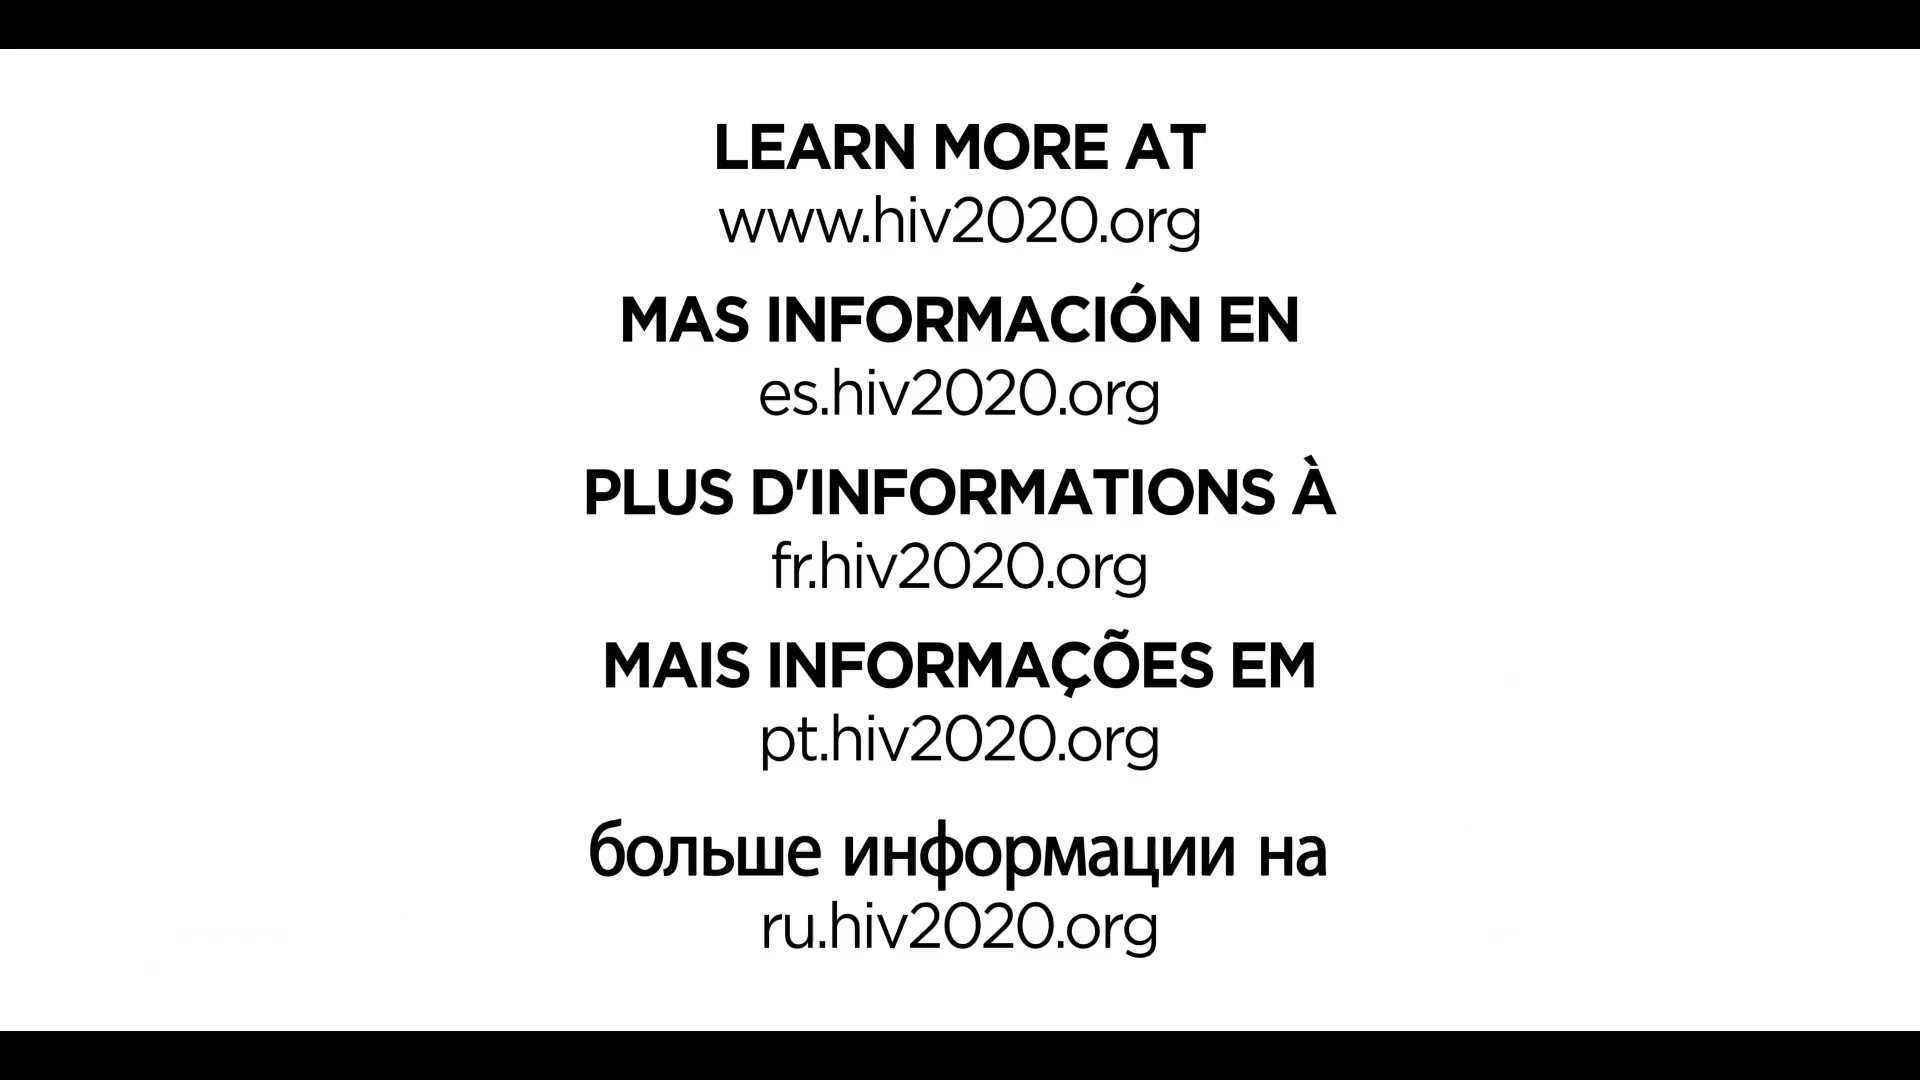 LEARN MORE AT
www.hiv2020.org
MAS INFORMACIÓN EN
es.hiv2020.org
PLUS D'INFORMATIONS À
fr.hiv2020.org
MAIS INFORMAÇÕES EM
pt.hiv2020.org
больше информации на
ru.hiv2020.org